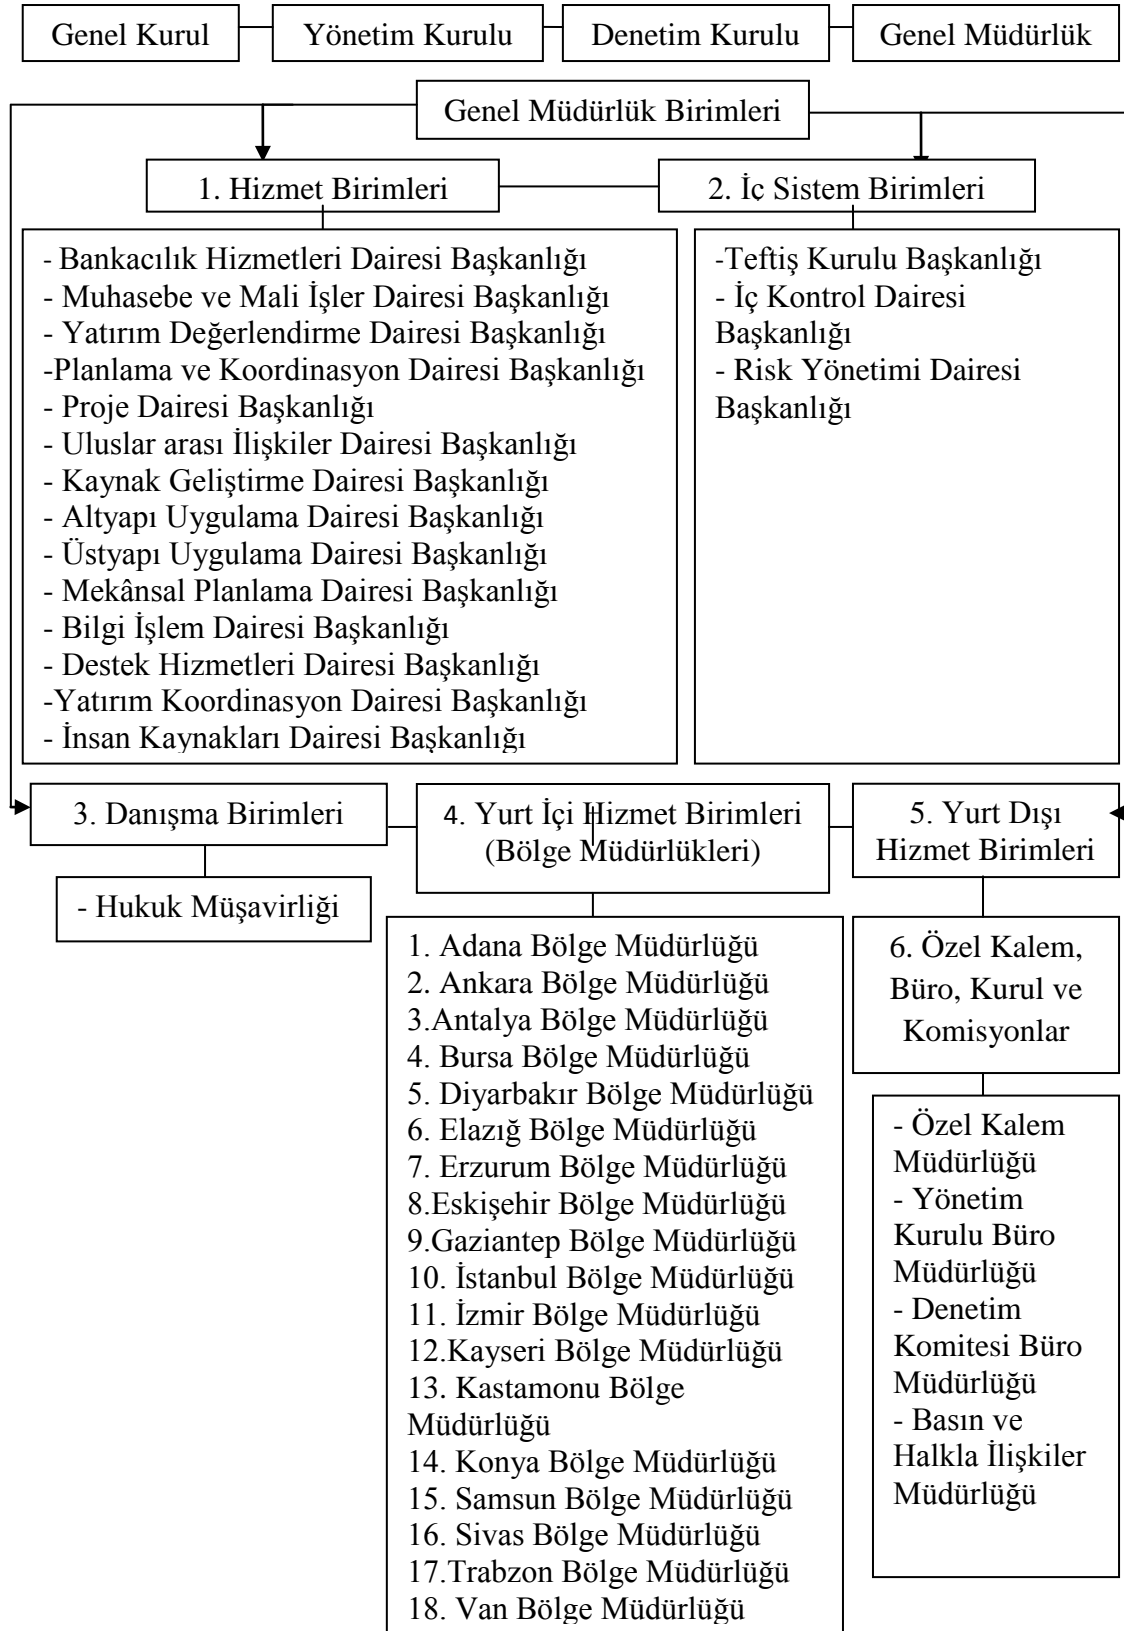 Genel Kurul
Yönetim Kurulu
Denetim Kurulu
Genel Müdürlük
Genel Müdürlük Birimleri
1. Hizmet Birimleri
2. İç Sistem Birimleri
- Bankacılık Hizmetleri Dairesi Başkanlığı
- Muhasebe ve Mali İşler Dairesi Başkanlığı
- Yatırım Değerlendirme Dairesi Başkanlığı
-Planlama ve Koordinasyon Dairesi Başkanlığı
- Proje Dairesi Başkanlığı
- Uluslar arası İlişkiler Dairesi Başkanlığı
- Kaynak Geliştirme Dairesi Başkanlığı
- Altyapı Uygulama Dairesi Başkanlığı
- Üstyapı Uygulama Dairesi Başkanlığı
- Mekânsal Planlama Dairesi Başkanlığı
- Bilgi İşlem Dairesi Başkanlığı
- Destek Hizmetleri Dairesi Başkanlığı
-Yatırım Koordinasyon Dairesi Başkanlığı
- İnsan Kaynakları Dairesi Başkanlığı
-Teftiş Kurulu Başkanlığı
- İç Kontrol Dairesi
Başkanlığı
- Risk Yönetimi Dairesi
Başkanlığı
3. Danışma Birimleri
- Hukuk Müşavirliği
4. Yurt İçi Hizmet Birimleri
(Bölge Müdürlükleri)
1. Adana Bölge Müdürlüğü
2. Ankara Bölge Müdürlüğü
3.Antalya Bölge Müdürlüğü
4. Bursa Bölge Müdürlüğü
5. Diyarbakır Bölge Müdürlüğü
6. Elazığ Bölge Müdürlüğü
7. Erzurum Bölge Müdürlüğü
8.Eskişehir Bölge Müdürlüğü
9.Gaziantep Bölge Müdürlüğü
10. İstanbul Bölge Müdürlüğü
11. İzmir Bölge Müdürlüğü
12.Kayseri Bölge Müdürlüğü
13. Kastamonu Bölge
Müdürlüğü
14. Konya Bölge Müdürlüğü
15. Samsun Bölge Müdürlüğü
16. Sivas Bölge Müdürlüğü
17.Trabzon Bölge Müdürlüğü
18. Van Bölge Müdürlüğü
5. Yurt Dışı
Hizmet Birimleri
6. Özel Kalem,
Büro, Kurul ve
Komisyonlar
- Özel Kalem
Müdürlüğü
- Yönetim
Kurulu Büro
Müdürlüğü
- Denetim
Komitesi Büro
Müdürlüğü
- Basın ve
Halkla İlişkiler
Müdürlüğü